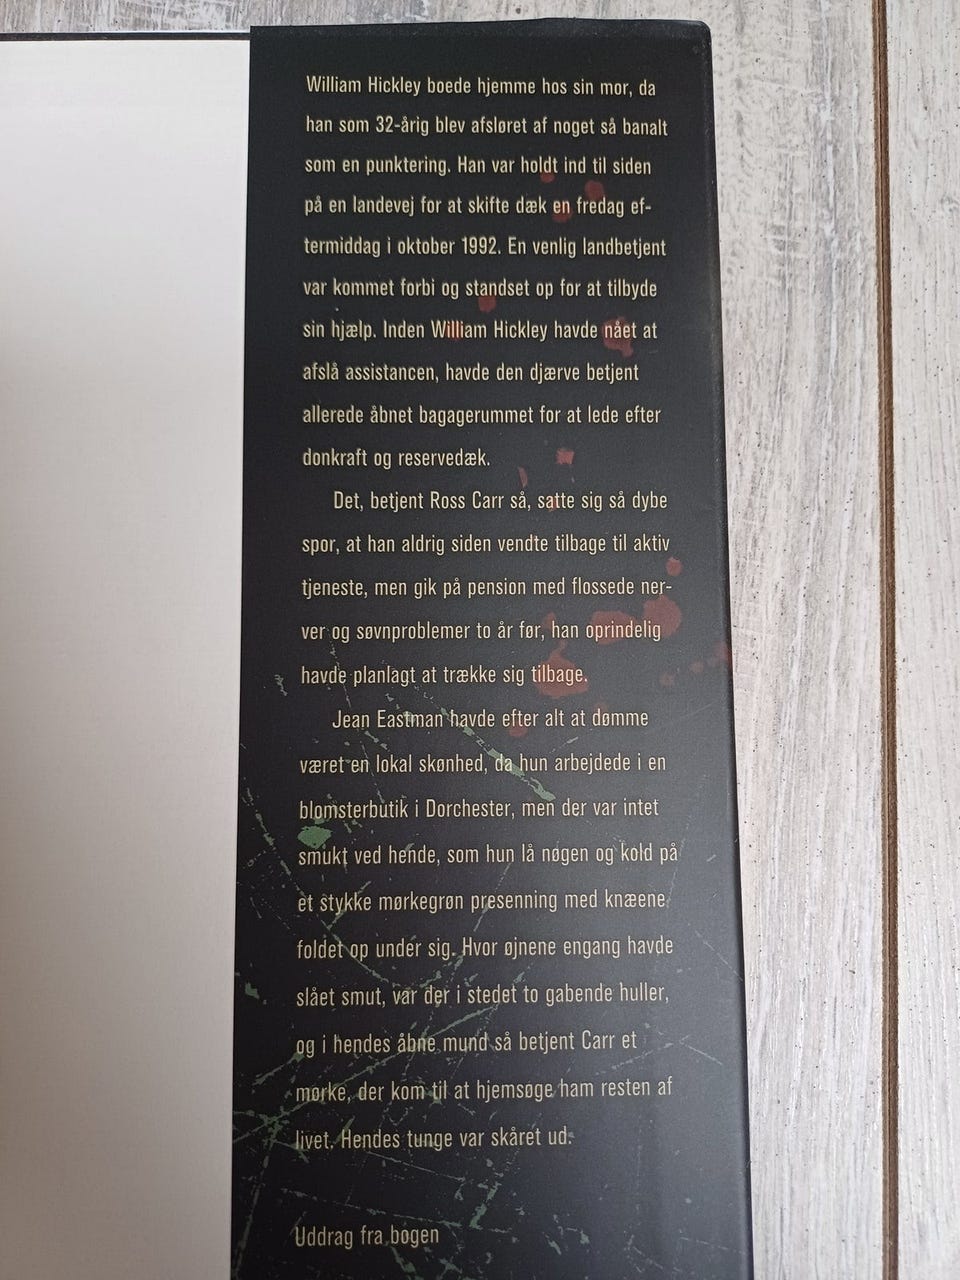 William Hickley boede hjemme hos sin mor, da
han som 32-årig blev afsløret af noget så banalt
som en punktering. Han var holdt ind til siden
på en landevej for at skifte dæk en fredag ef-
termiddag i oktober 1992. En venlig landbetjent
var kommet forbi og standset op for at tilbyde
sin hjælp. Inden William Hickley havde nået at
afslå assistancen, havde den djærve betjent
allerede åbnet bagagerummet for at lede efter
donkraft og reservedæk.
Det, betjent Ross Carr så, satte sig så dybe
spor, at han aldrig siden vendte tilbage til aktiv
tjeneste, men gik på pension med flossede ner-
ver og søvnproblemer to år før, han oprindelig
havde planlagt at trække sig tilbage.
Jean Eastman havde efter alt at dømme
været en lokal skønhed, da hun arbejdede i en
blomsterbutik i Dorchester, men der var intet
smukt ved hende, som hun lå nøgen og kold på
et stykke mørkegrøn presenning med knæene
foldet op under sig. Hvor øjnene engang havde
slået smut, var der i stedet to gabende huller,
og i hendes åbne mund så betjent Carr et
mørke, der kom til at hjemsøge ham resten af
livet. Hendes tunge var skåret ud.
Uddrag fra bogen